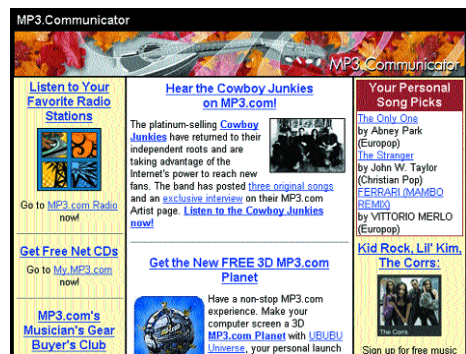 MP3.Communicator
MP3 Communicator
Listen to Your
Favorite Radio
Stations
Go to MP3.com Radio
now!
Get Free Net CDs
Go to My.MP3.com
now!
MP3.com's
Musician's Gear
Buyer's Club
Hear the Cowboy Junkies
on MP3.com!
The platinum-selling Cowboy
Junkies have returned to their
independent roots and are
taking advantage of the
Internet's power to reach new
fans. The band has posted three original songs
and an exclusive interview on their MP3.com
Artist page. Listen to the Cowboy Junkies
now!
Get the New FREE 3D MP3.com
Planet
Have a non-stop MP3.com
experience. Make your
computer screen a 3D
MP3.com Planet with UBUBU
Universe, your personal launch
Your Personal
Song Picks
The Only One
by Abney Park
(Europop)
The Stranger
by John W. Taylor
(Christian Pop)
FERRARI (MAMBO
REMIX)
by VITTORIO MERLO
(Europop)
Kid Rock, Lil' Kim,
The Corrs:
The Corrs
Sign up for free music